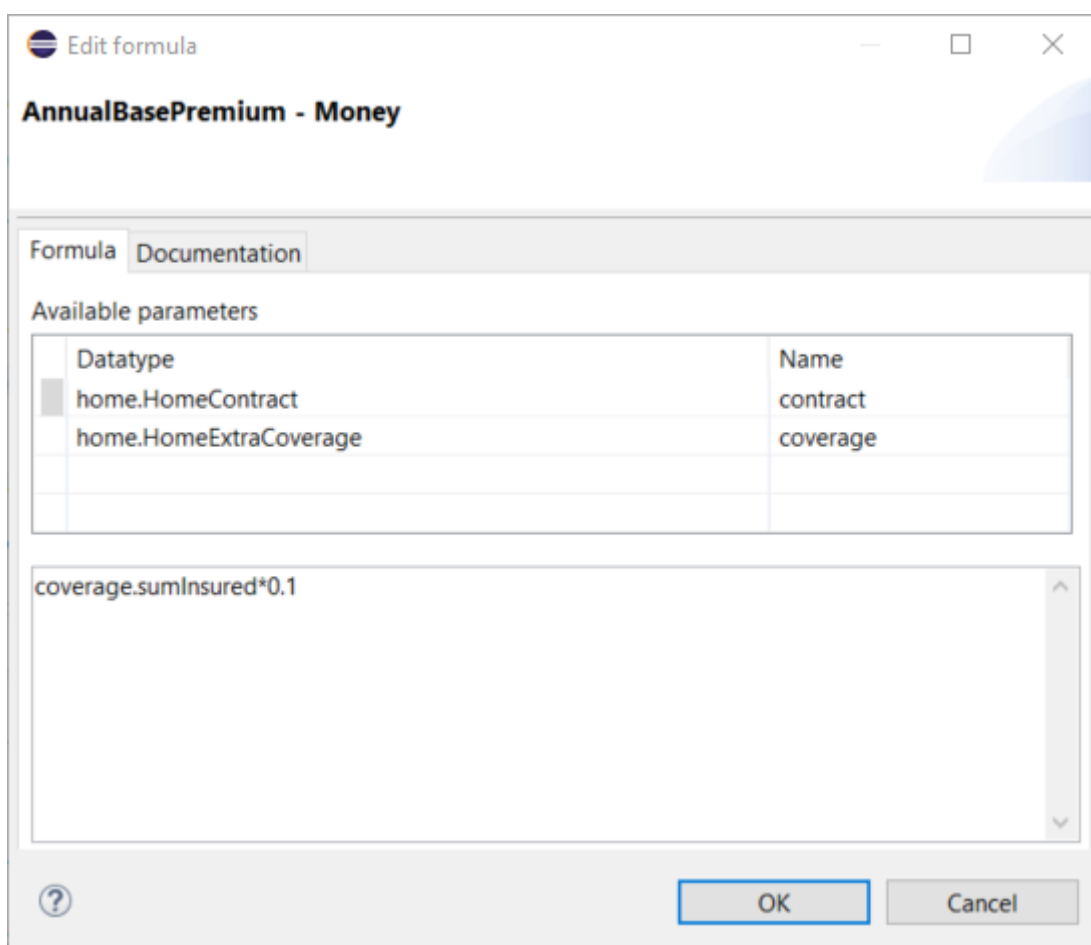 Edit formula
AnnualBasePremium - Money
Formula Documentation
Available parameters
Datatype Name
home.HomeContract contract
home.HomeExtraCoverage coverage
coverage.sumInsured*0.1
? OK Cancel